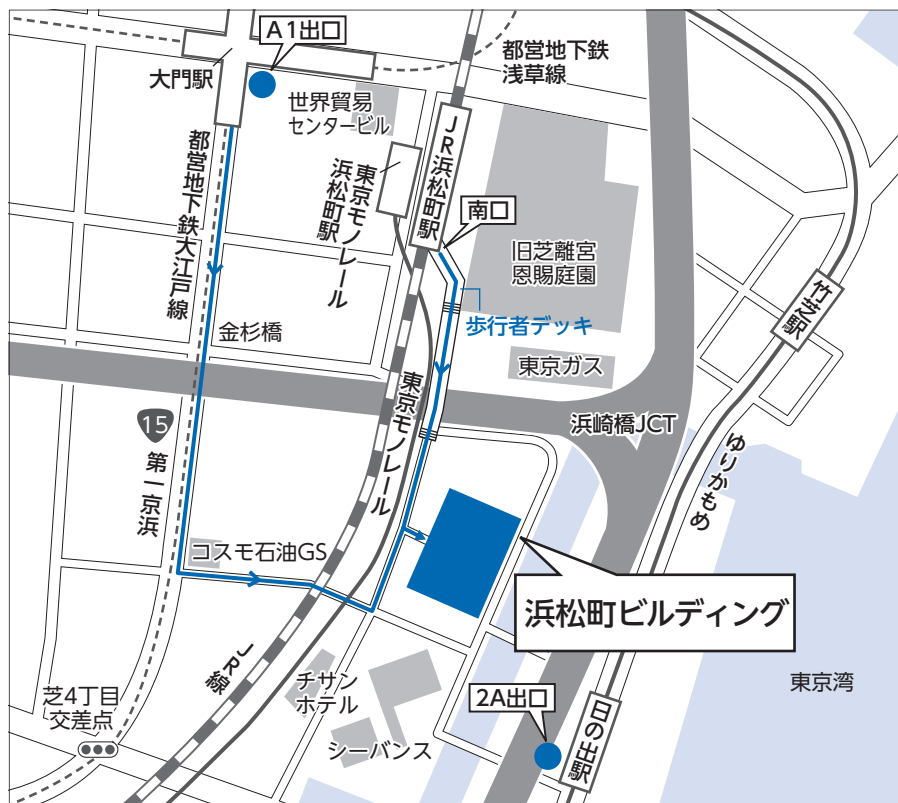 A1出口
大門駅
都営地下鉄
浅草線
世界貿易
センタービル
JR浜松町駅
東京モノレール
浜松町駅
都営地下鉄大江戸線
南口
旧芝離宮
恩賜庭園
竹芝駅
歩行者デッキ
金杉橋
東京ガス
東京モノレール
浜崎橋JCT
15
第一京浜
ゆりかもめ
コスモ石油GS
浜松町ビルディング
JR線
チサン
ホテル
2A出口
東京湾
芝4丁目
交差点
シーバンス
日の出駅